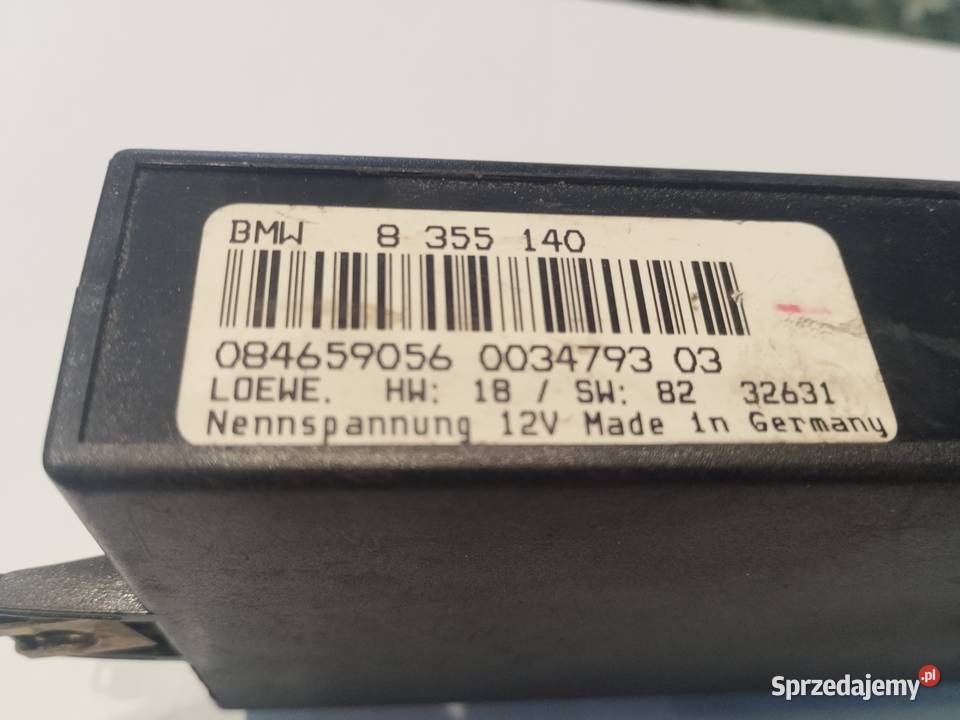 BMW 8 355 140
084659056 0034793 03
LOEWE. HW: 18 / SW: 82 32631
Nennspannung 12V Made in Germany
Sprzedajemy.pl